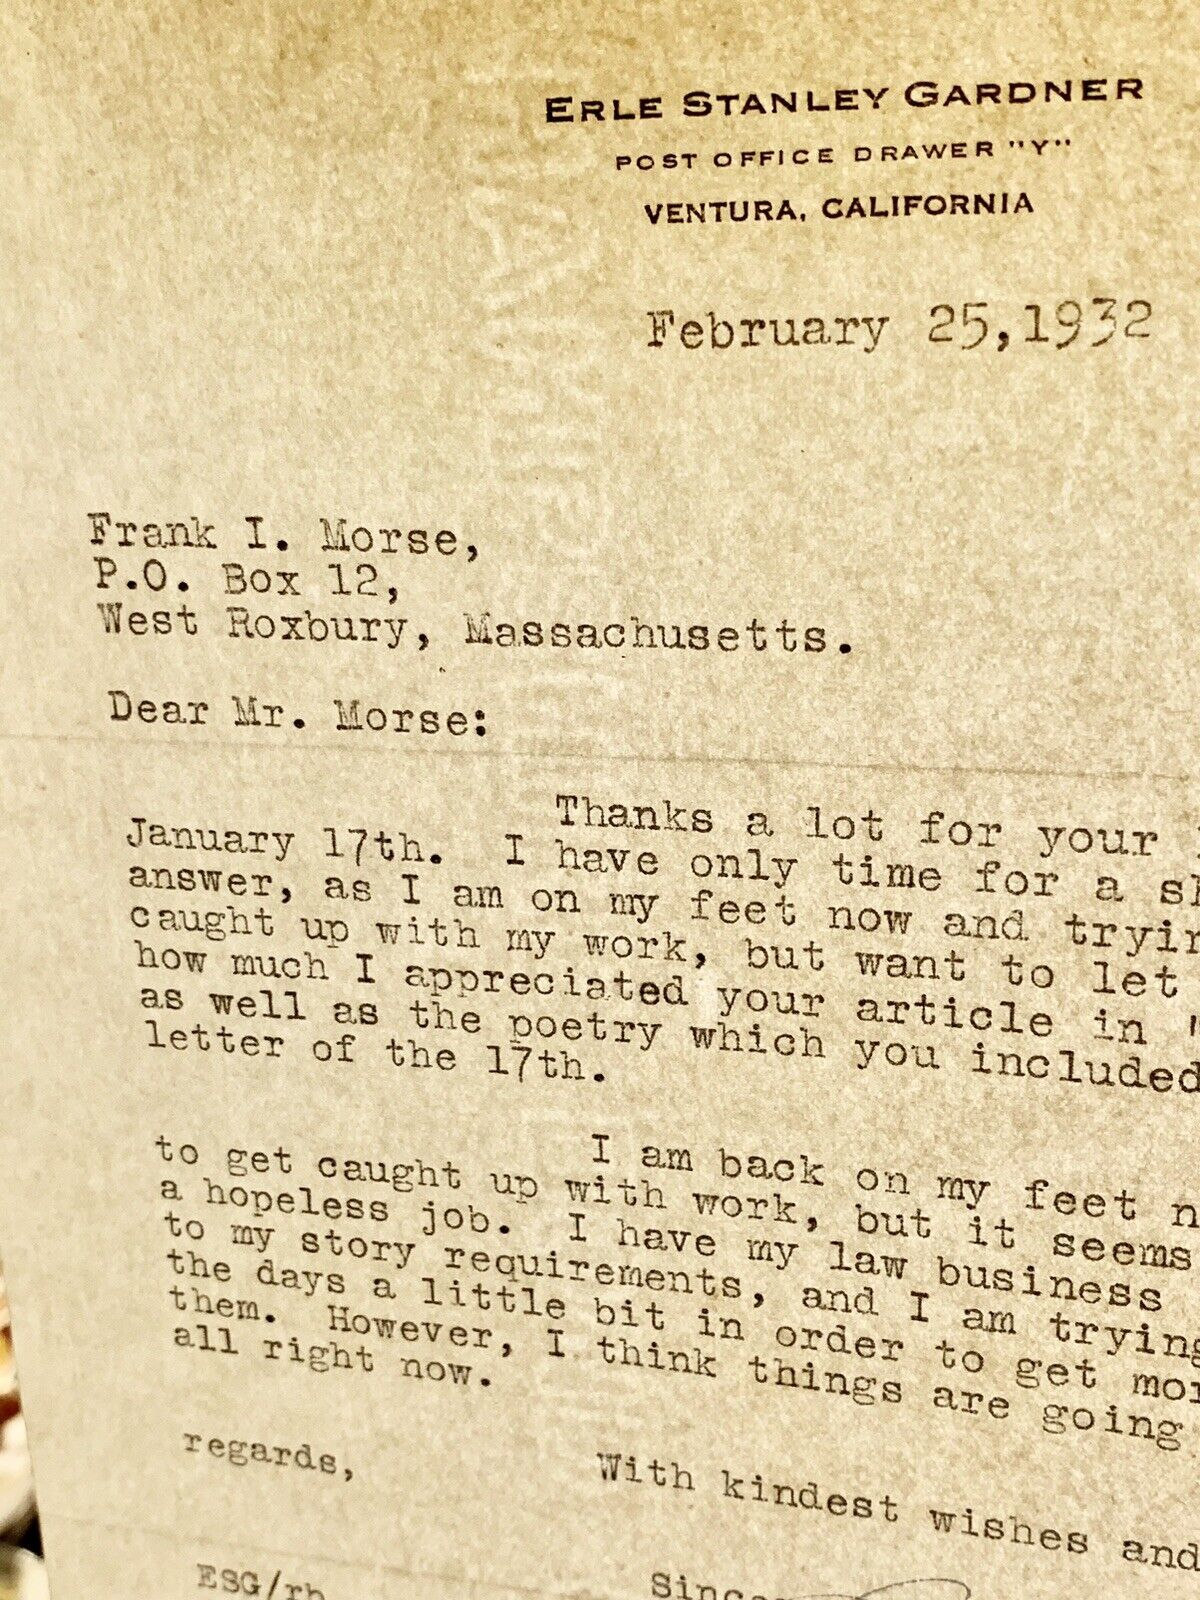 ERLE STANLEY GARDNER
POST OFFICE DRAWER "Y"
VENTURA, CALIFORNIA
February 25,1932
Frank I. Morse,
P.O. Box 12,
West Roxbury, Massachusetts.
Dear Mr. Morse:
Thanks a lot for your
January 17th. I have only time for a
answer, as I am on my feet now and
caught up with my work, but want to let
how much I appreciated your article in "
as well as the poetry which you included
letter of the 17th.
I am back on my feet
to get caught up with work, but it seems
a hopeless job. I have my law business
to my story requirements, and I am trying
the days a little bit in order to get
them. However, I think things are going
all right now.
With kindest wishes and
regards,
ESG/rb